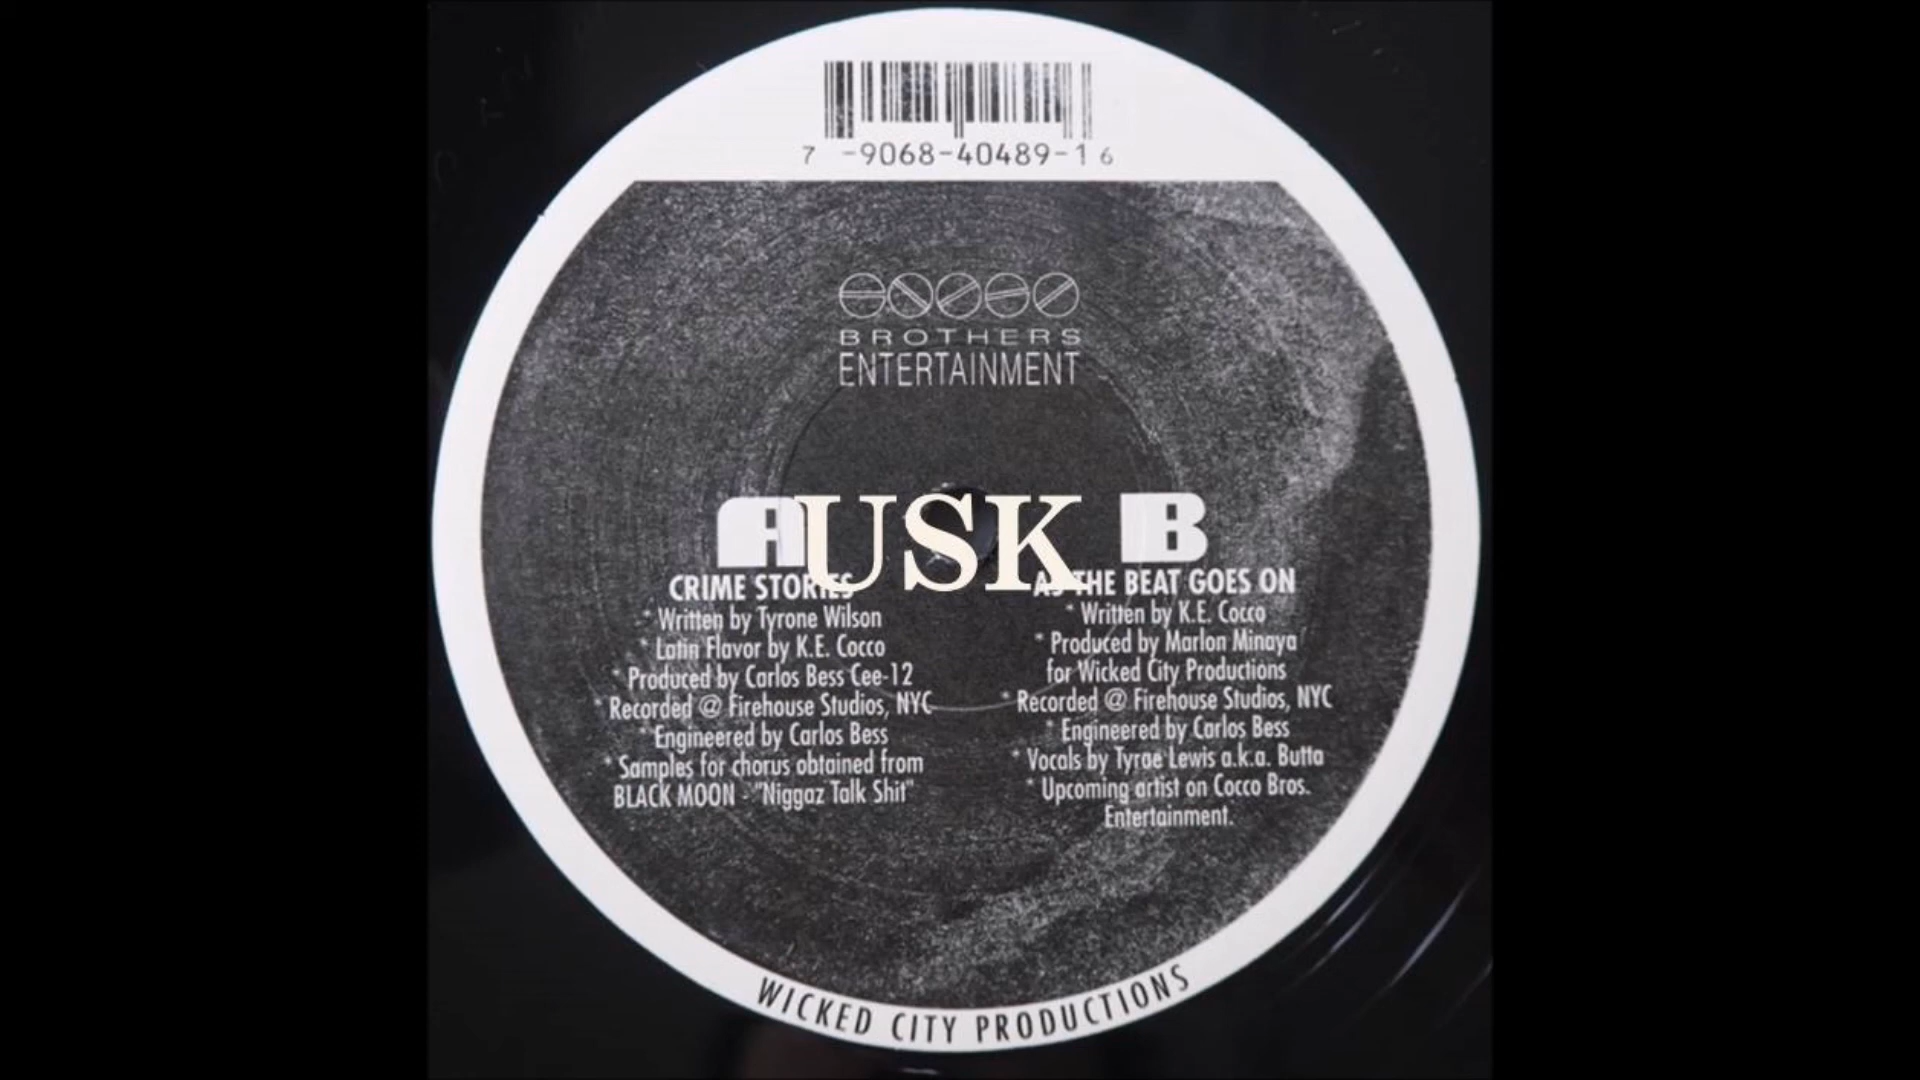 7 -9068-40489-1 6
BROTHERS
ENTERTAINMENT
A
CRIME STORIES
* Written by Tyrone Wilson
* Latin Flavor by K.E. Cocco
* Produced by Carlos Bess Cee-12
* Recorded @ Firehouse Studios, NYC
* Engineered by Carlos Bess
* Samples for chorus obtained from
BLACK MOON - "Niggaz Talk Shit"
USK
B
AS THE BEAT GOES ON
* Written by K.E. Cocco
* Produced by Marlon Minaya
for Wicked City Productions
* Recorded @ Firehouse Studios, NYC
* Engineered by Carlos Bess
* Vocals by Tyrae Lewis a.k.a. Butta
* Upcoming artist on Cocco Bros.
Entertainment.
WICKED CITY PRODUCTIONS